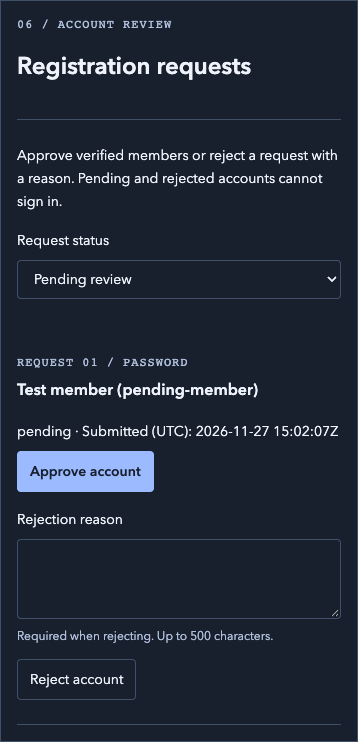 06 / ACCOUNT REVIEW
Registration requests
Approve verified members or reject a request with
a reason. Pending and rejected accounts cannot
sign in.
Request status
Pending review
REQUEST 01 / PASSWORD
Test member (pending-member)
pending · Submitted (UTC): 2026-11-27 15:02:07Z
Approve account
Rejection reason
Required when rejecting. Up to 500 characters.
Reject account